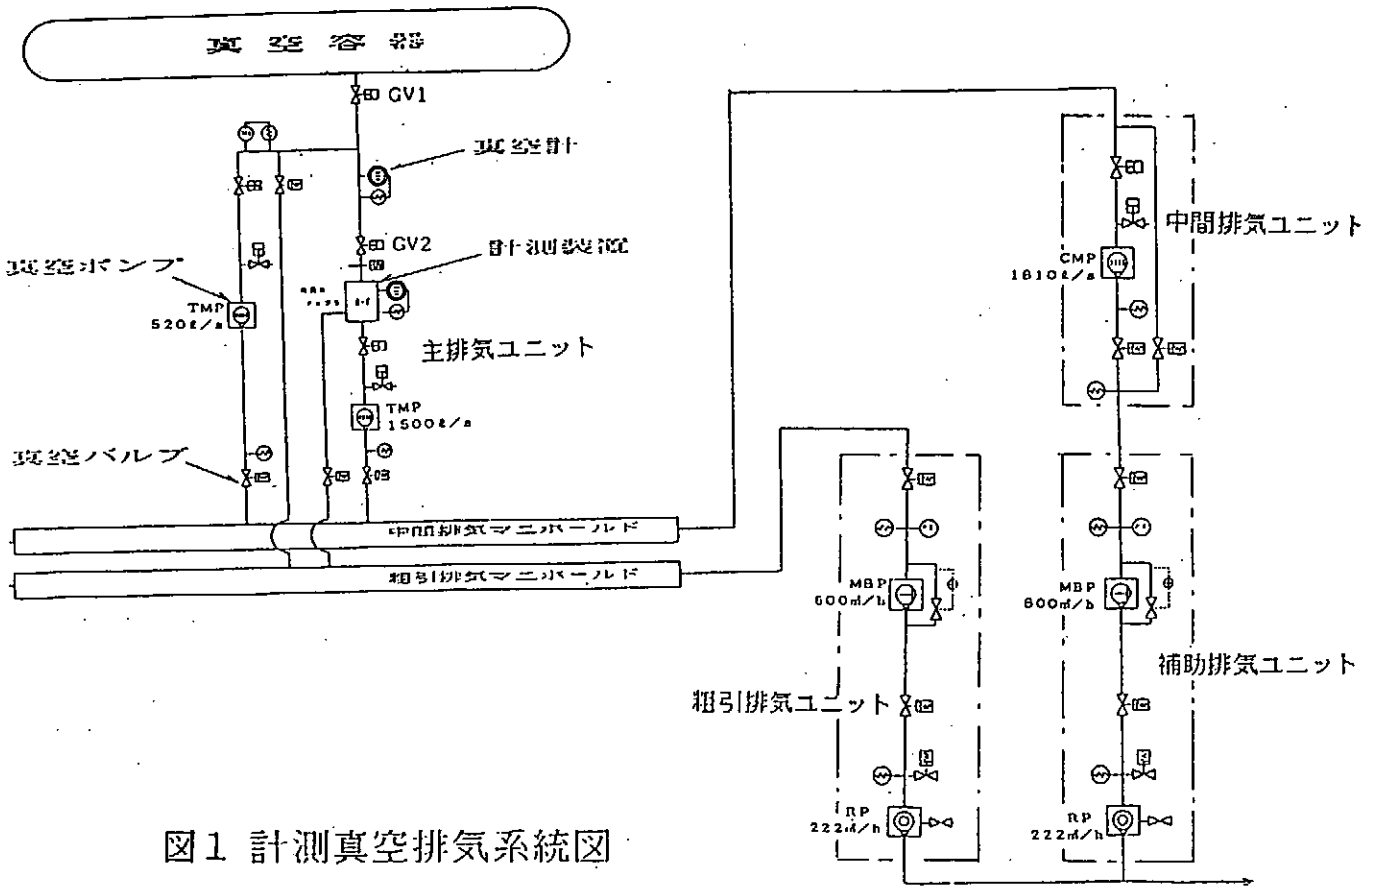 真空容器
GV1
真空計
中間排気ユニット
GV2
計測装置
真空ポンプ
CMP
1810ℓ/s
TMP
520ℓ/s
主排気ユニット
TMP
1500ℓ/s
真空バルブ
中間排気マニホールド
粗引排気マニホールド
MBP
600㎥/h
MBP
600㎥/h
補助排気ユニット
粗引排気ユニット
RP
222㎥/h
RP
222㎥/h
図1 計測真空排気系統図